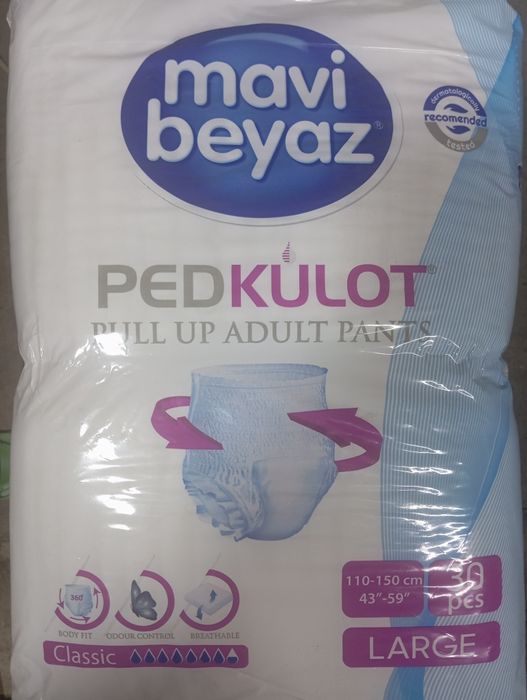 mavi
beyaz®
dermatologically
recomended
tested
PEDKÜLOT®
PULL UP ADULT PANTS
360°
BODY FIT
ODOUR CONTROL
BREATHABLE
Classic
110-150 cm
43"-59"
30
pcs
LARGE